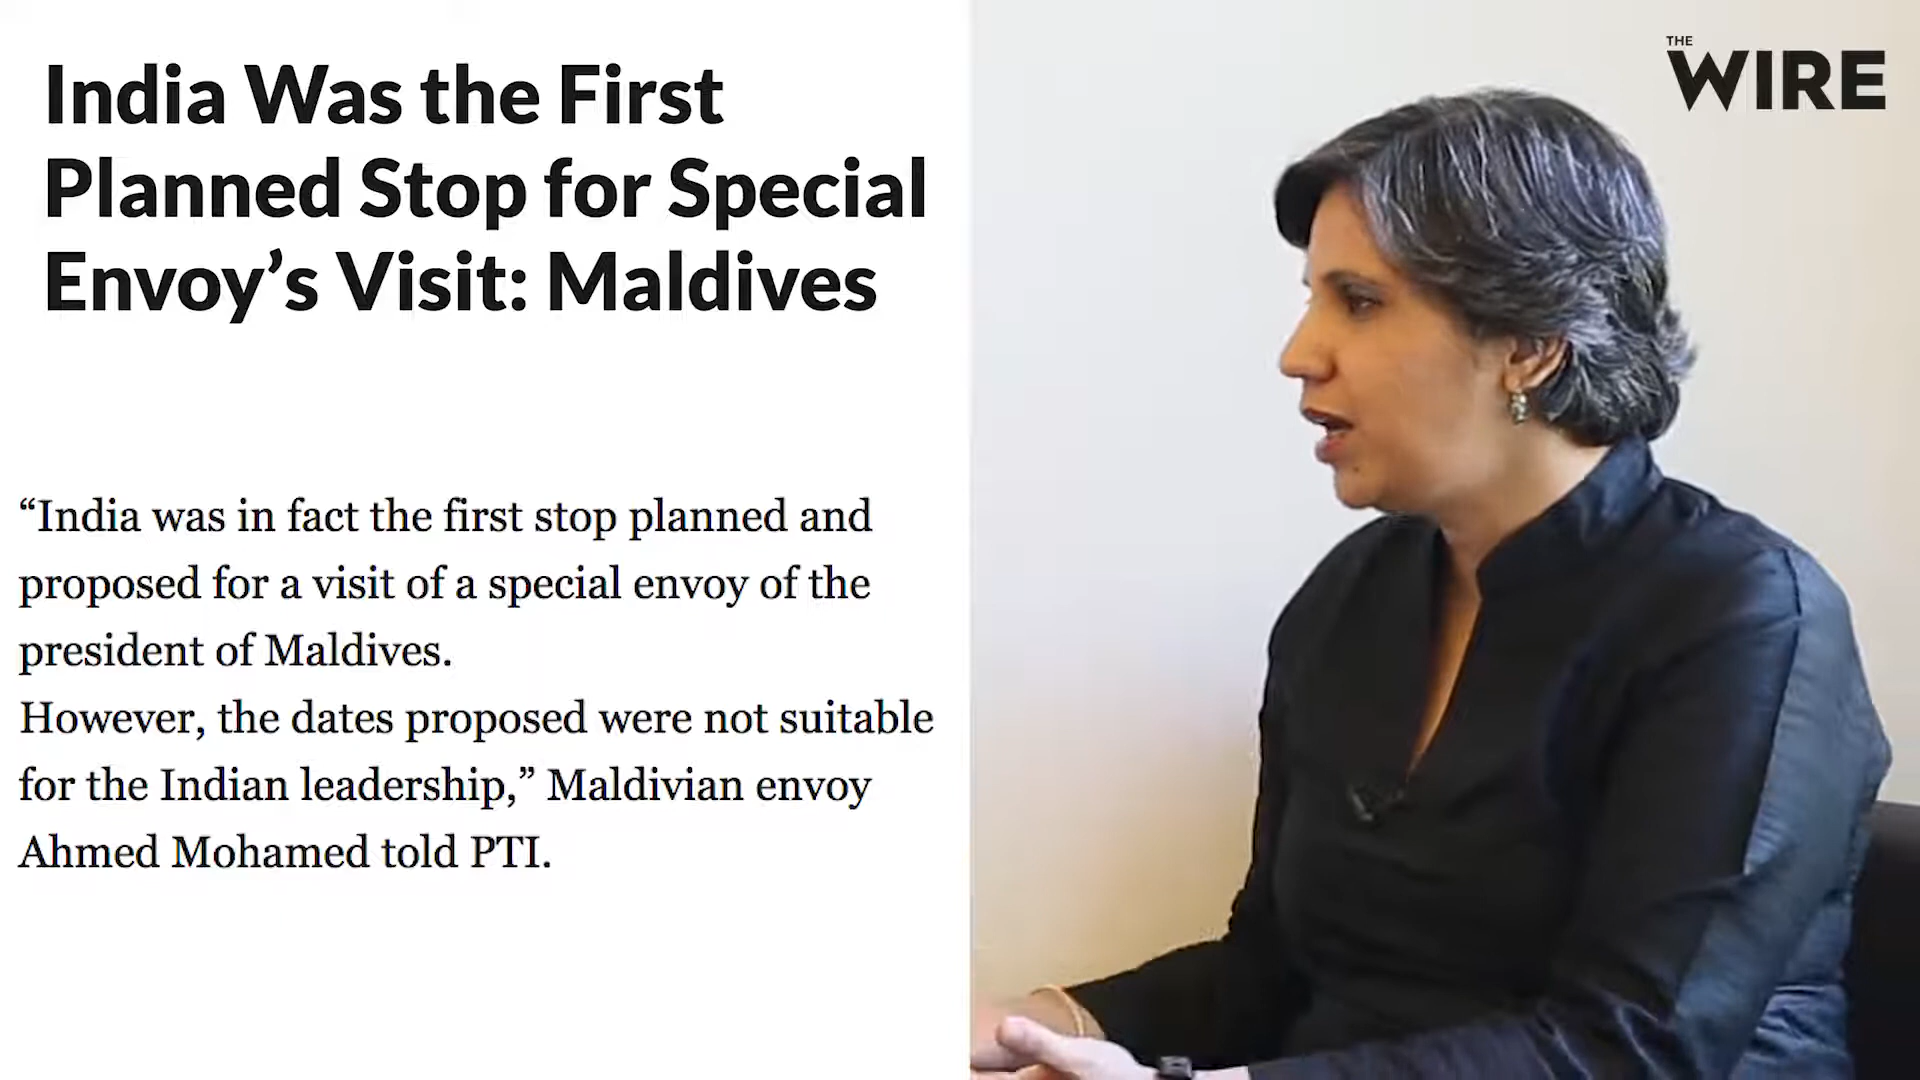 India Was the First
Planned Stop for Special
Envoy’s Visit: Maldives
“India was in fact the first stop planned and
proposed for a visit of a special envoy of the
president of Maldives.
However, the dates proposed were not suitable
for the Indian leadership,” Maldivian envoy
Ahmed Mohamed told PTI.
THE
WIRE